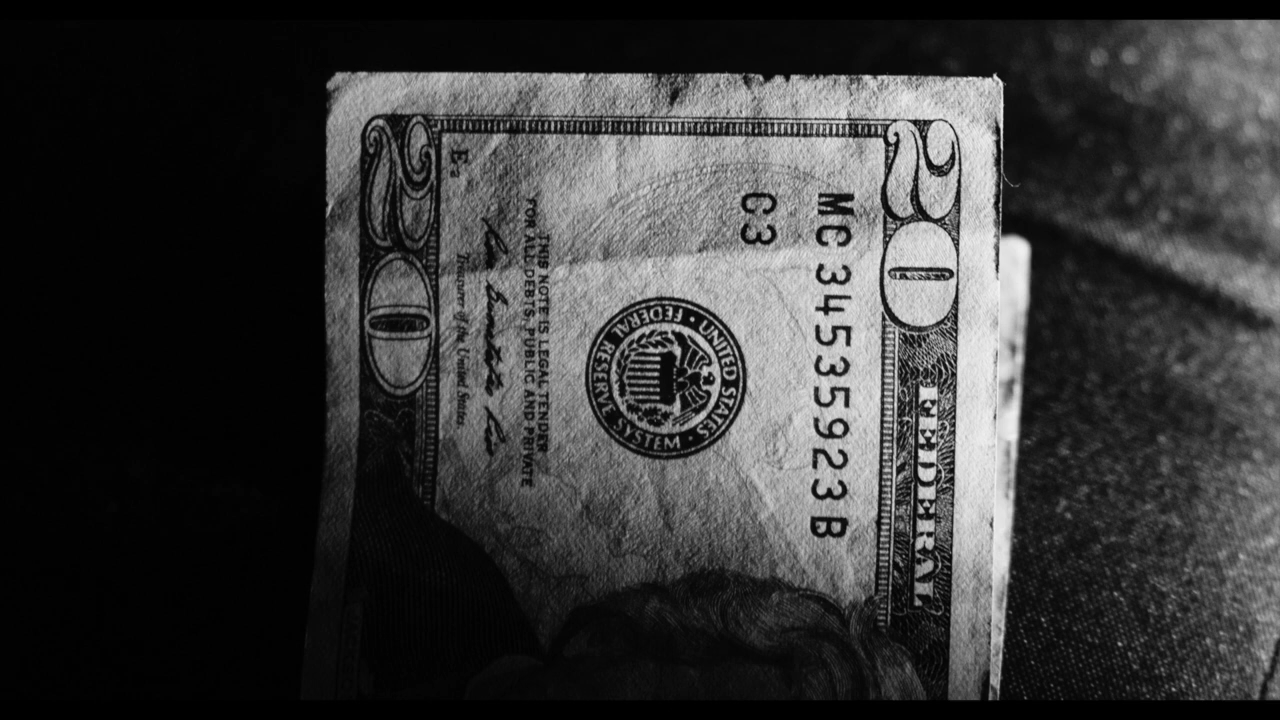 20
FEDERAL
MC 34535923 B
C3
UNITED STATES
FEDERAL RESERVE SYSTEM
THIS NOTE IS LEGAL TENDER
FOR ALL DEBTS, PUBLIC AND PRIVATE
Treasurer of the United States.
20